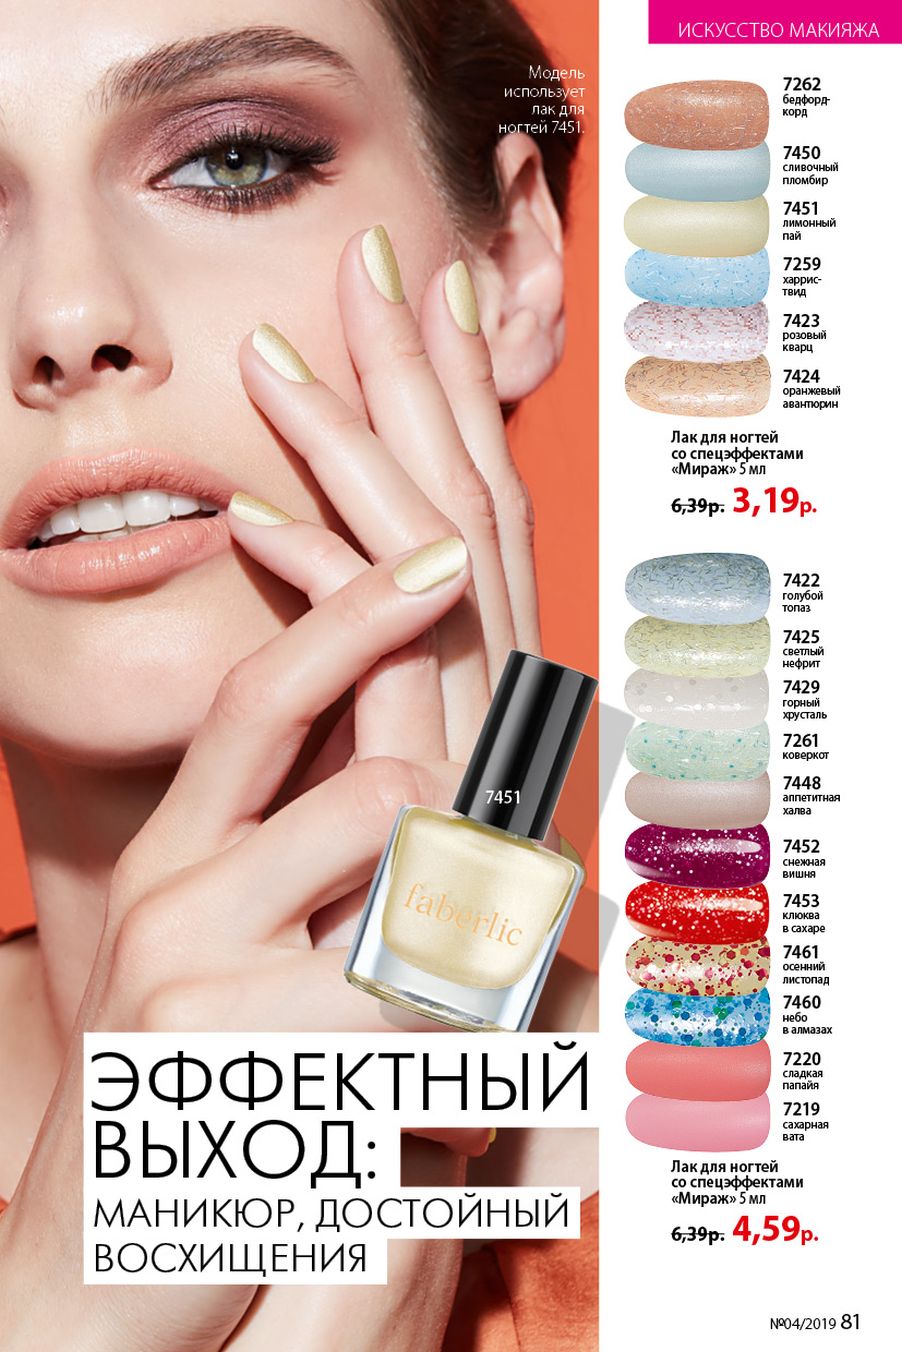 ИСКУССТВО МАКИЯЖА
Модель
использует
лак для
ногтей 7451.
7262
бедфорд-
корд
7450
сливочный
пломбир
7451
лимонный
пай
7259
харрис-
твид
7423
розовый
кварц
7424
оранжевый
авантюрин
Лак для ногтей
со спецэффектами
«Мираж» 5 мл
6,39р. 3,19р.
7422
голубой
топаз
7425
светлый
нефрит
7429
горный
хрусталь
7261
коверкот
7448
аппетитная
халва
7452
снежная
вишня
7453
клюква
в сахаре
7461
осенний
листопад
7460
небо
в алмазах
7220
сладкая
папайя
7219
сахарная
вата
Лак для ногтей
со спецэффектами
«Мираж» 5 мл
6,39р. 4,59р.
7451
faberlic
ЭФФЕКТНЫЙ
ВЫХОД:
МАНИКЮР, ДОСТОЙНЫЙ
ВОСХИЩЕНИЯ
№04/2019 81